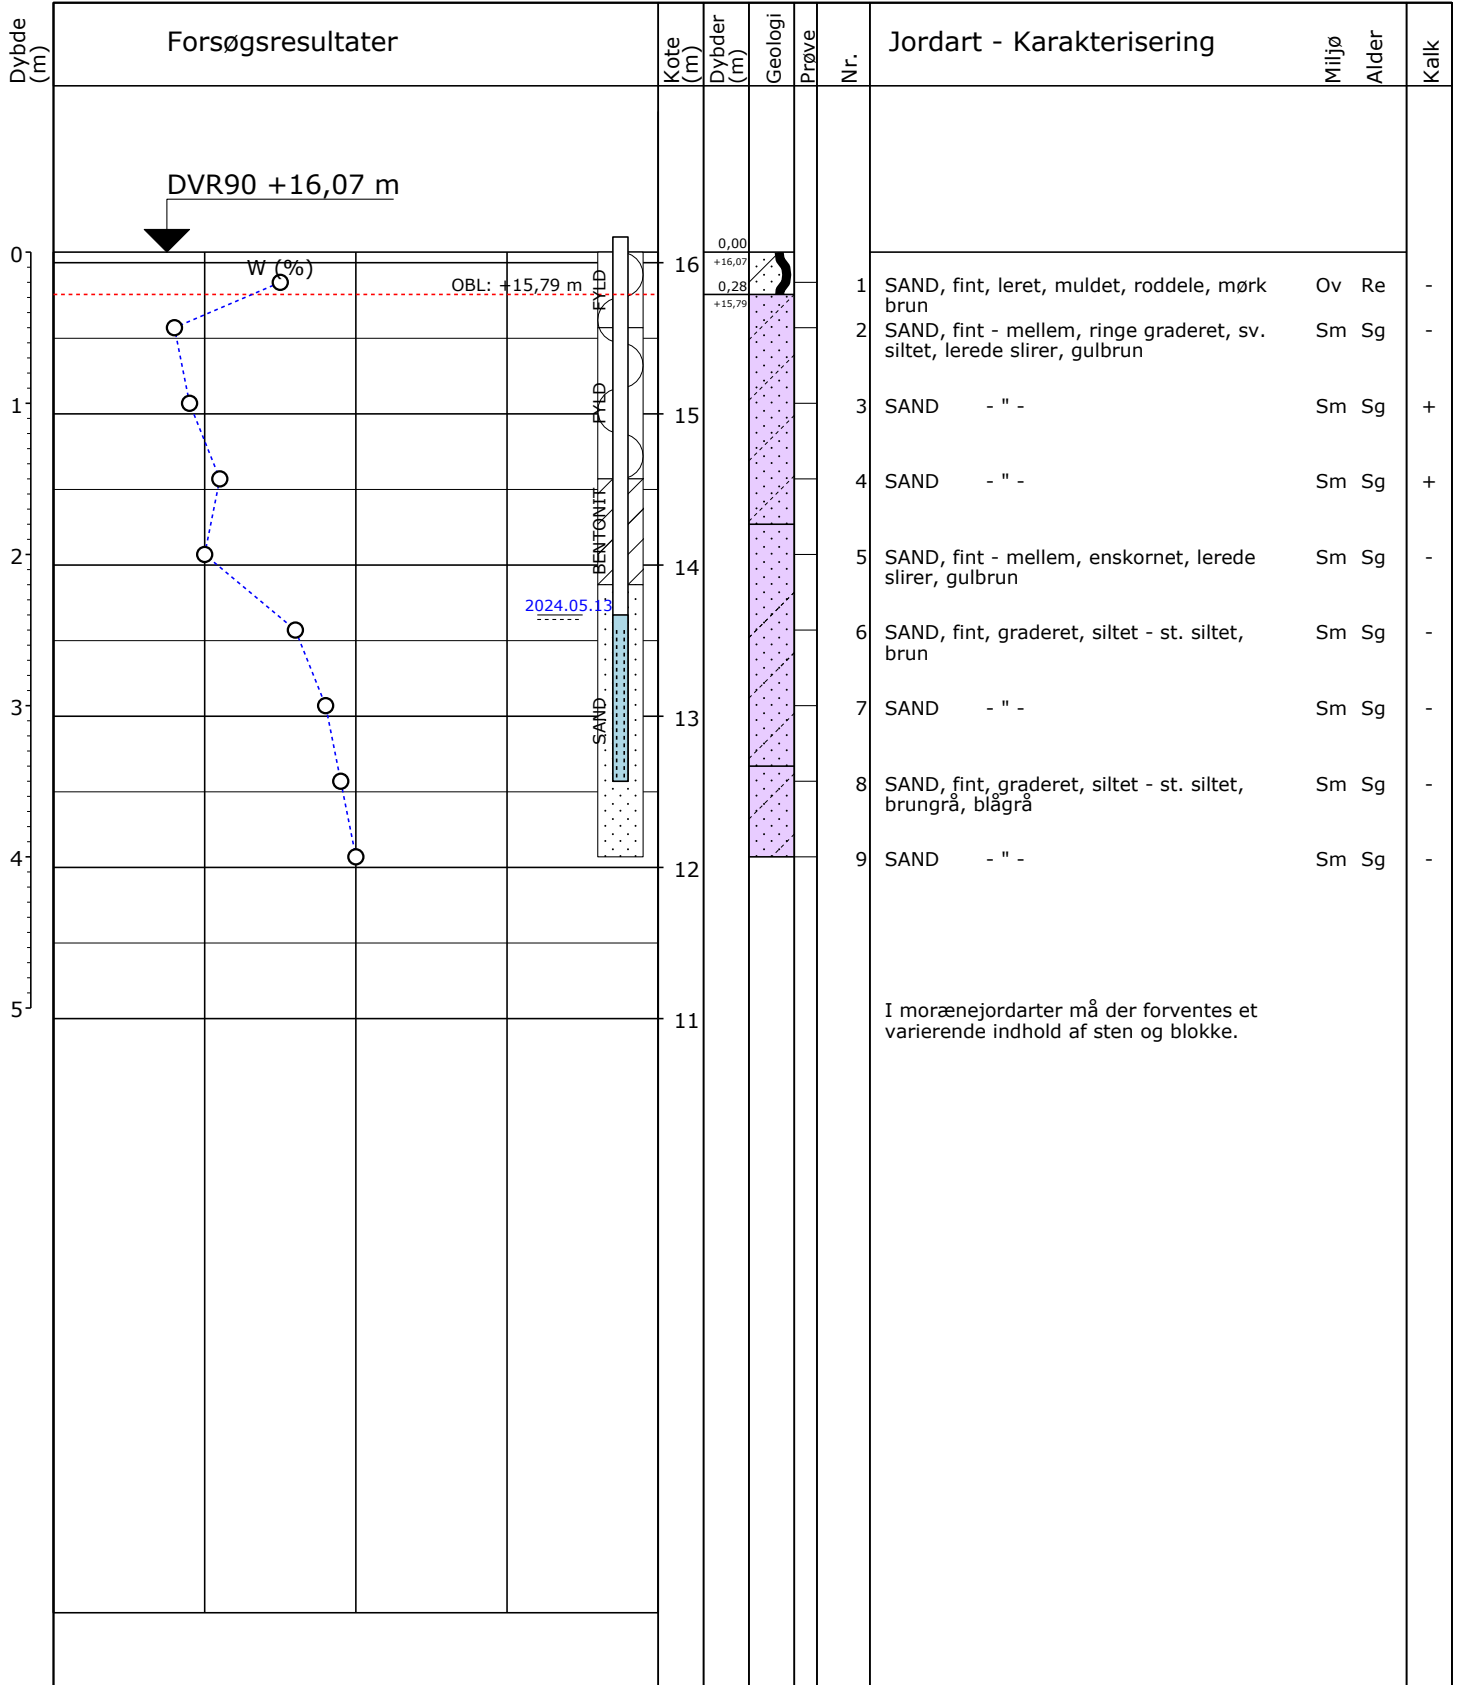 Dybde
(m)
Forsøgsresultater
Kote
(m)
Dybder
(m)
Geologi
Prøve
Nr.
Jordart - Karakterisering
Miljø
Alder
Kalk
DVR90 +16,07 m
0
W (%)
OBL: +15,79 m
FYLD
16
0,00
+16,07
0,28
+15,79
1 SAND, fint, leret, muldet, roddele, mørk Ov Re -
brun
2 SAND, fint - mellem, ringe graderet, sv. Sm Sg -
siltet, lerede slirer, gulbrun
1
FYLD
15
3 SAND - " - Sm Sg +
4 SAND - " - Sm Sg +
2
BENTONIT
14
5 SAND, fint - mellem, enskornet, lerede Sm Sg -
slirer, gulbrun
2024.05.13
6 SAND, fint, graderet, siltet - st. siltet, Sm Sg -
brun
3
SAND
13
7 SAND - " - Sm Sg -
8 SAND, fint, graderet, siltet - st. siltet, Sm Sg -
brungrå, blågrå
4
12
9 SAND - " - Sm Sg -
5
11
I morænejordarter må der forventes et
varierende indhold af sten og blokke.